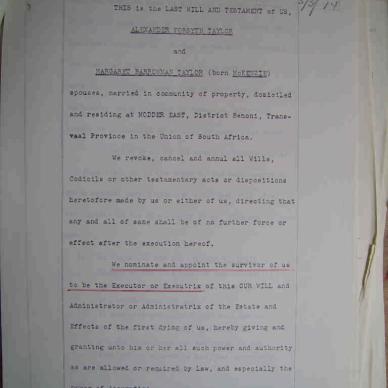 THIS is the LAST WILL AND TESTAMENT of US,
ALEXANDER FORSYTH TAYLOR
and
MARGARET BARROWMAN TAYLOR (born McKENZIE)
spouses, married in community of property, domiciled
and residing at MODDER EAST, District Benoni, Trans-
vaal Province in the Union of South Africa.
We revoke, cancel and annul all Wills,
Codicils or other testamentary acts or dispositions
heretofore made by us or either of us, directing that
any and all of same shall be of no further force or
effect after the execution hereof.
We nominate and appoint the survivor of us
to be the Executor or Executrix of this OUR WILL and
Administrator or Administratrix of the Estate and
Effects of the first dying of us, hereby giving and
granting unto his or her all such power and authority
as are allowed or required by law, and especially the